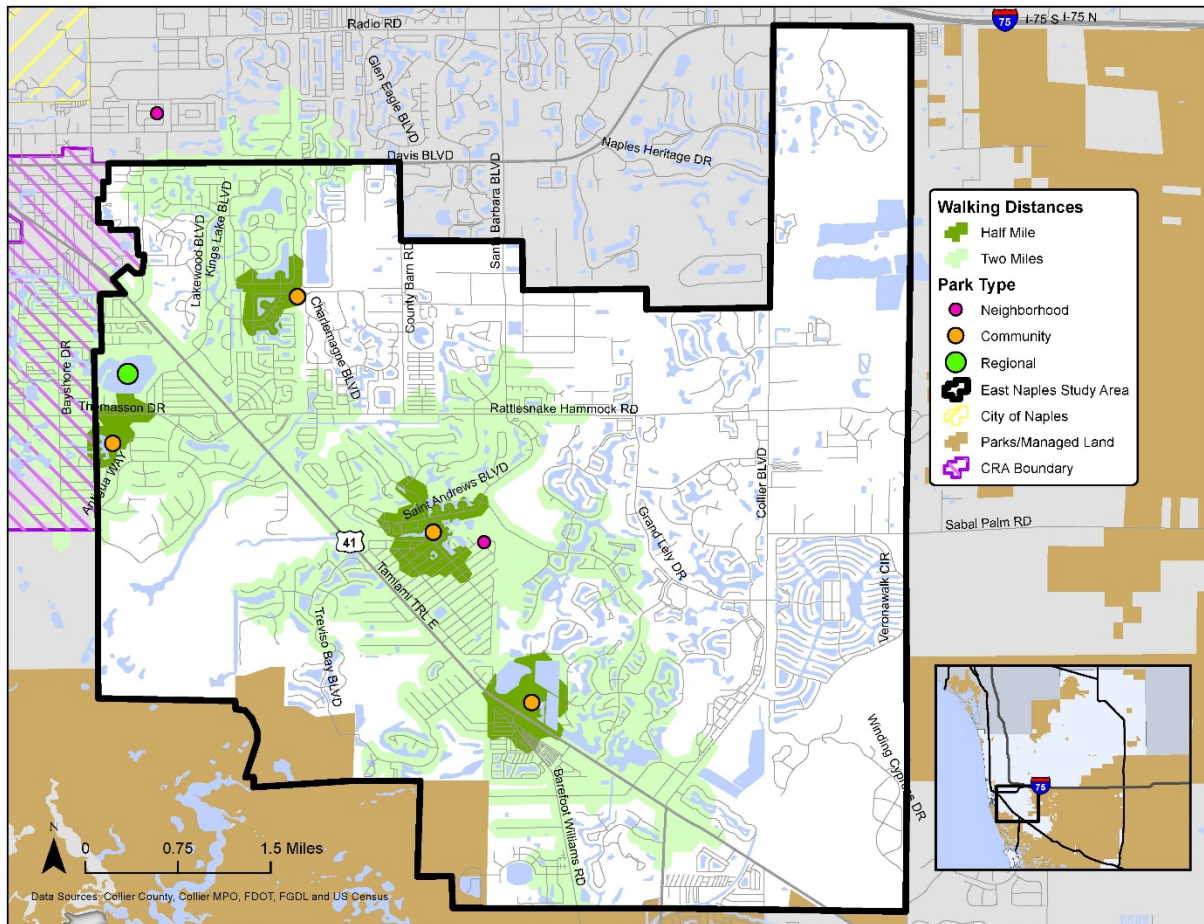 Radio RD
75
I-75 S
I-75 N
Glen Eagle BLVD
Davis BLVD
Santa Barbara BLVD
Naples Heritage DR
Lakewood BLVD
Kings Lake BLVD
County Barn RD
Charlemagne BLVD
Bayshore DR
Thomasson DR
Rattlesnake Hammock RD
Collier BLVD
Antigua WAY
Saint Andrews BLVD
41
Tamiami TRL E
Grand Lely DR
Sabal Palm RD
Veronawalk CIR
Treviso Bay BLVD
Barefoot Williams RD
Winding Cypress DR
Walking Distances
Half Mile
Two Miles
Park Type
Neighborhood
Community
Regional
East Naples Study Area
City of Naples
Parks/Managed Land
CRA Boundary
75
N
0 0.75 1.5 Miles
Data Sources: Collier County, Collier MPO, FDOT, FGDL and US Census